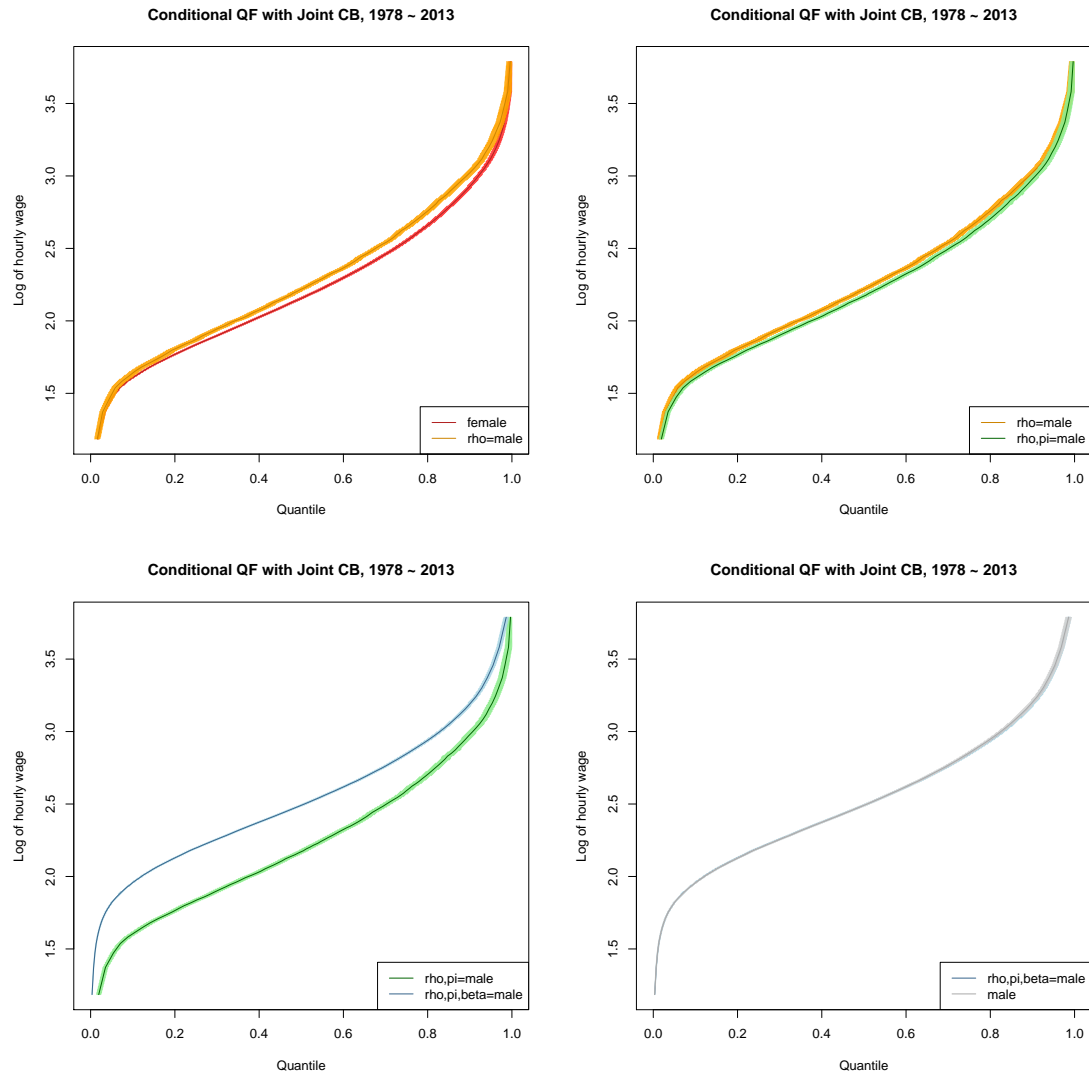 Conditional QF with Joint CB, 1978 ~ 2013
Log of hourly wage
3.5
3.0
2.5
2.0
1.5
female
rho=male
0.0 0.2 0.4 0.6 0.8 1.0
Quantile
Conditional QF with Joint CB, 1978 ~ 2013
Log of hourly wage
3.5
3.0
2.5
2.0
1.5
rho=male
rho,pi=male
0.0 0.2 0.4 0.6 0.8 1.0
Quantile
Conditional QF with Joint CB, 1978 ~ 2013
Log of hourly wage
3.5
3.0
2.5
2.0
1.5
rho,pi=male
rho,pi,beta=male
0.0 0.2 0.4 0.6 0.8 1.0
Quantile
Conditional QF with Joint CB, 1978 ~ 2013
Log of hourly wage
3.5
3.0
2.5
2.0
1.5
rho,pi,beta=male
male
0.0 0.2 0.4 0.6 0.8 1.0
Quantile